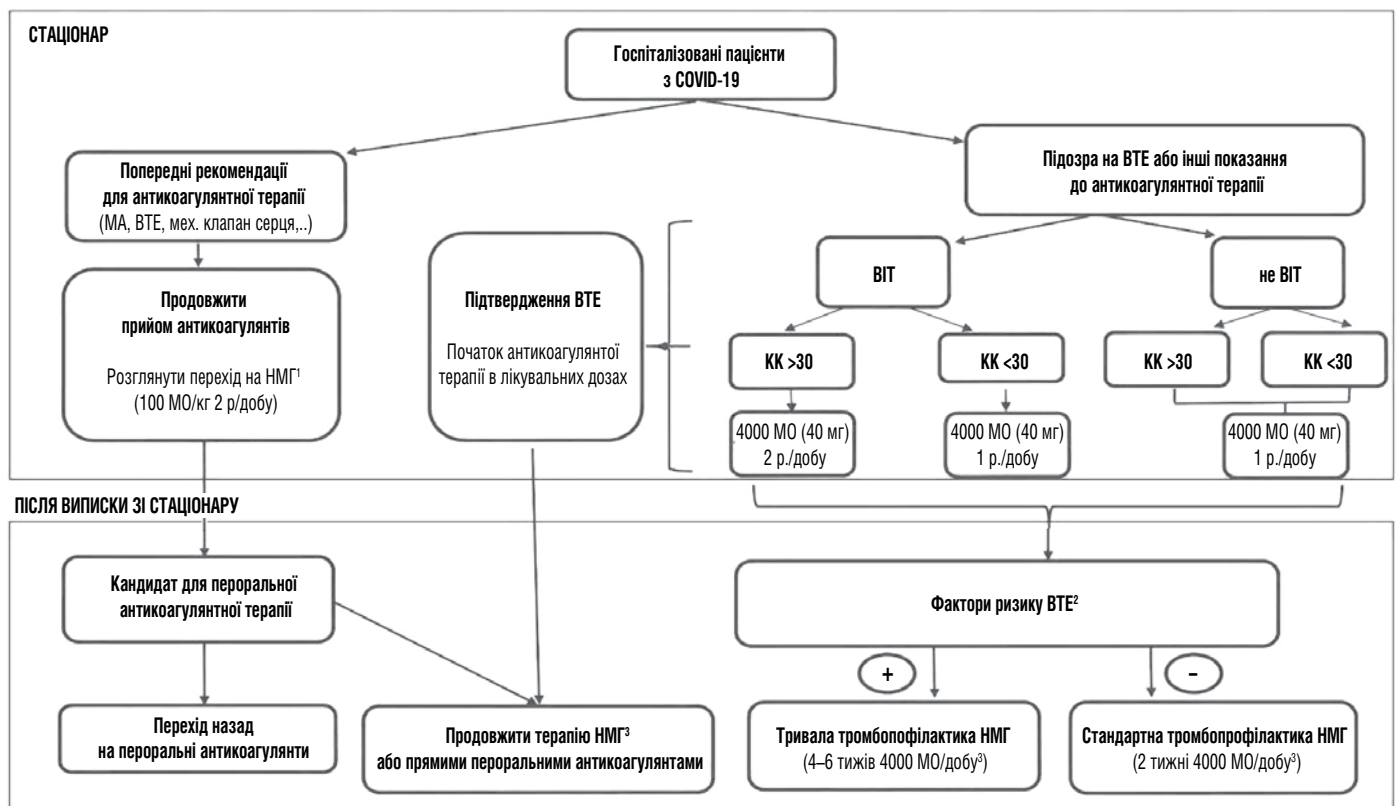 СТАЦІОНАР
Госпіталізовані пацієнти
з COVID-19
Попередні рекомендації
для антикоагулянтної терапії
(МА, ВТЕ, мех. клапан серця,..)
Підозра на ВТЕ або інші показання
до антикоагулянтної терапії
Продовжити
прийом антикоагулянтів
Розглянути перехід на НМГ¹
(100 МО/кг 2 р/добу)
Підтвердження ВТЕ
Початок антикоагулянтої
терапії в лікувальних дозах
ВІТ
не ВІТ
КК >30
КК <30
КК >30
КК <30
4000 МО (40 мг)
2 р./добу
4000 МО (40 мг)
1 р./добу
4000 МО (40 мг)
1 р./добу
ПІСЛЯ ВИПИСКИ ЗІ СТАЦІОНАРУ
Кандидат для пероральної
антикоагулянтної терапії
Фактори ризику ВТЕ²
+
–
Перехід назад
на пероральні антикоагулянти
Продовжити терапію НМГ³
або прямими пероральними антикоагулянтами
Тривала тромбопофілактика НМГ
(4–6 тижів 4000 МО/добу³)
Стандартна тромбпрофілактика НМГ
(2 тижні 4000 МО/добу³)